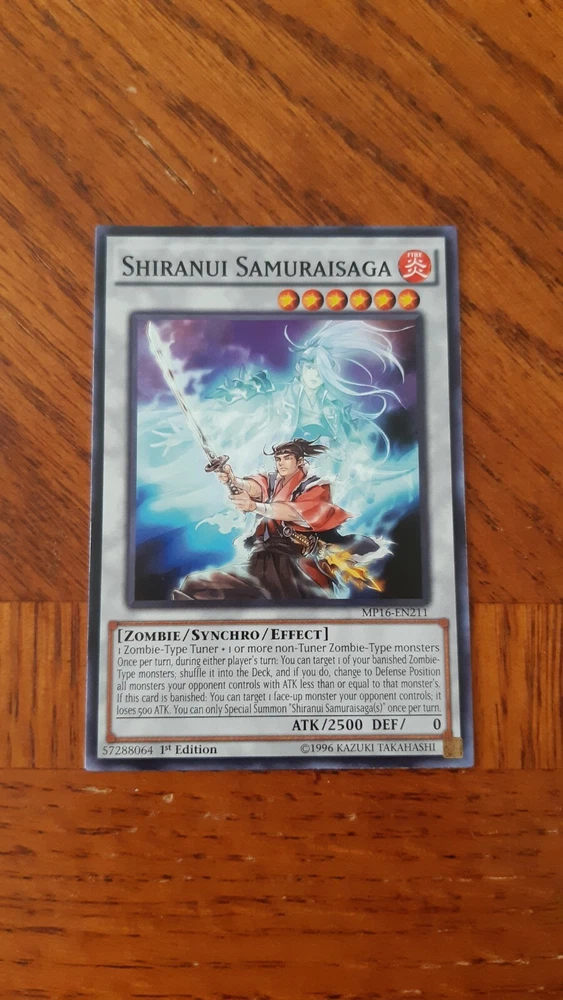 SHIRANUI SAMURAISAGA
FIRE
炎
MP16-EN211
[ZOMBIE/SYNCHRO/EFFECT]
1 Zombie-Type Tuner + 1 or more non-Tuner Zombie-Type monsters
Once per turn, during either player's turn: You can target 1 of your banished Zombie-
Type monsters; shuffle it into the Deck, and if you do, change to Defense Position
all monsters your opponent controls with ATK less than or equal to that monster's.
If this card is banished: You can target 1 face-up monster your opponent controls; it
loses 500 ATK. You can only Special Summon "Shiranui Samuraisaga(s)" once per turn.
ATK/2500 DEF/ 0
57288064 1st Edition ©1996 KAZUKI TAKAHASHI